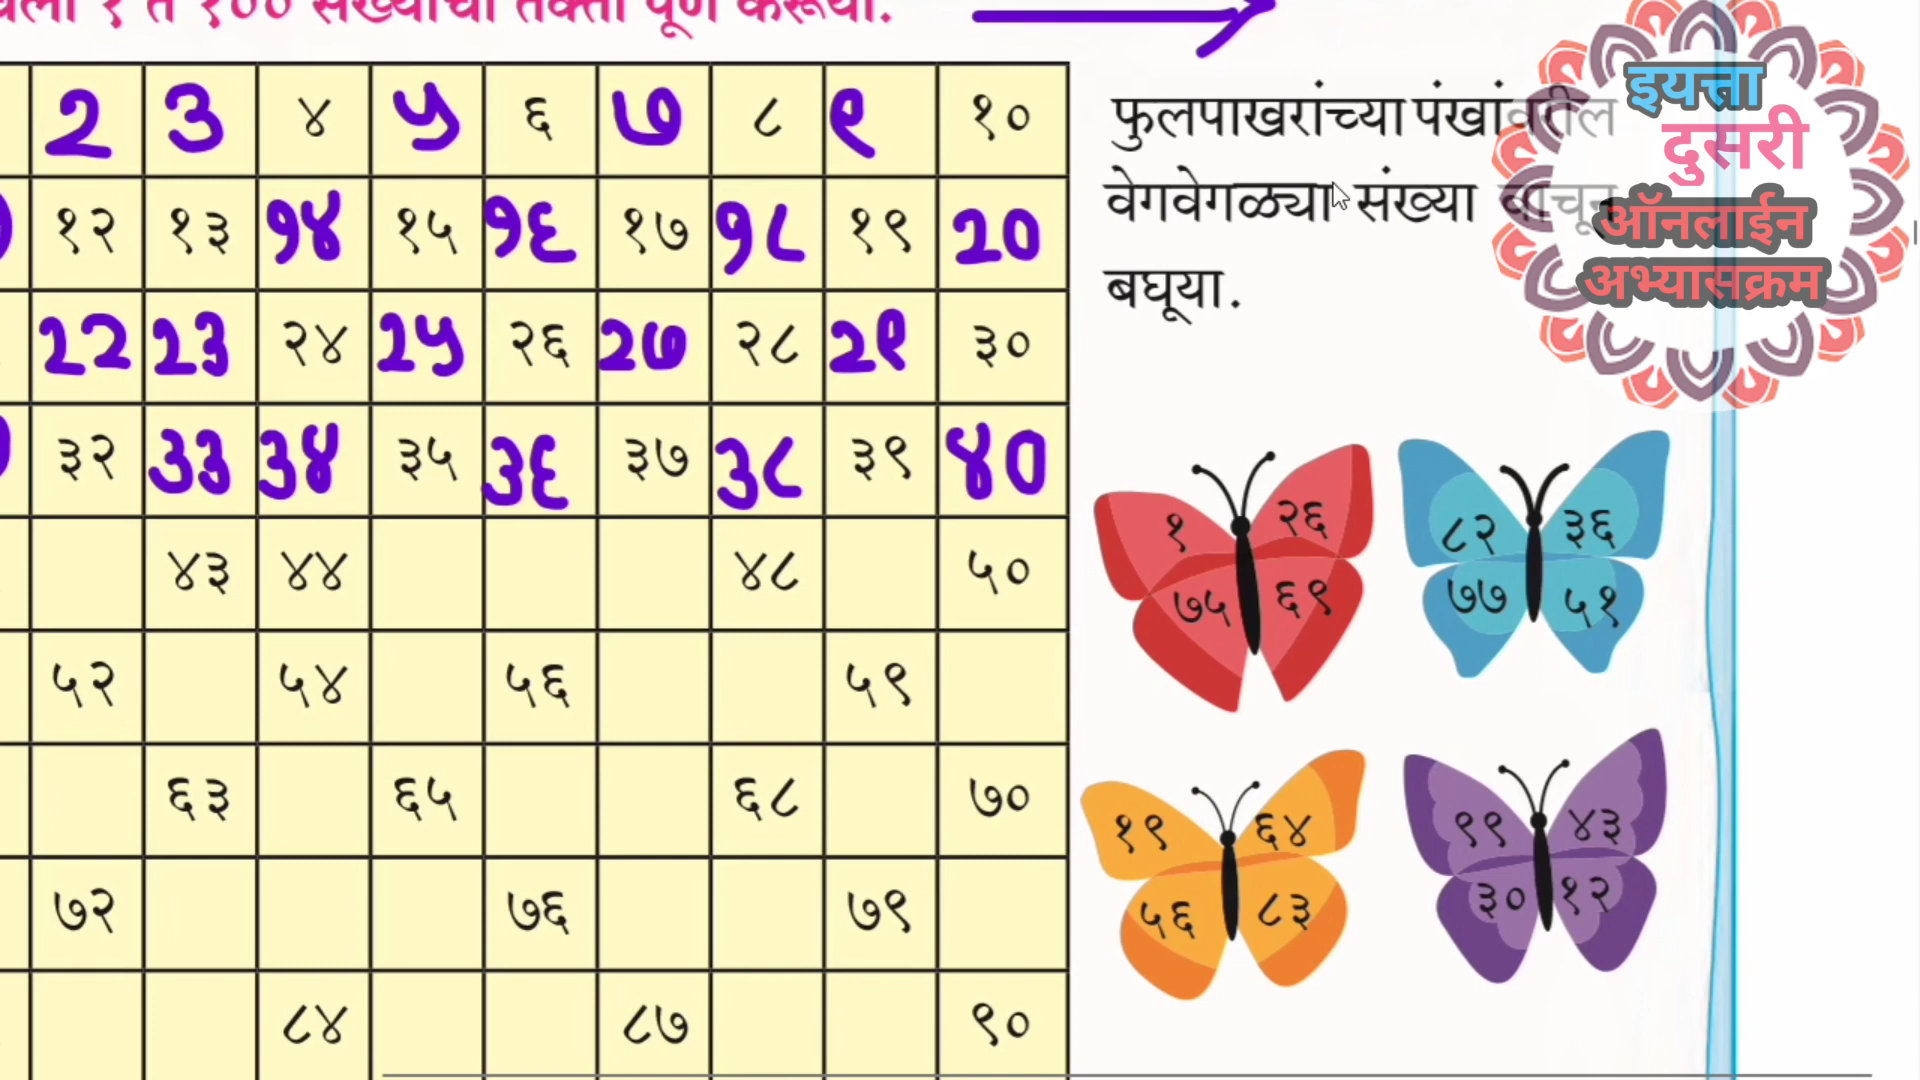 १ ते १०० संख्यांचा तक्ता पूर्ण करूया.
२ ३ ४ ५ ६ ७ ८ ९ १०
१२ १३ १४ १५ १६ १७ १८ १९ २०
२२ २३ २४ २५ २६ २७ २८ २९ ३०
३२ ३३ ३४ ३५ ३६ ३७ ३८ ३९ ४०
४३ ४४ ४८ ५०
५२ ५४ ५६ ५९
६३ ६५ ६८ ७०
७२ ७६ ७९
८४ ८७ ९०
फुलपाखरांच्या पंखांवरील
वेगवेगळ्या संख्या वाचून
बघूया.
१ २६
७५ ६९
८२ ३६
७७ ५१
१९ ६४
५६ ८३
९९ ४३
३० १२
इयत्ता
दुसरी
ऑनलाईन
अभ्यासक्रम